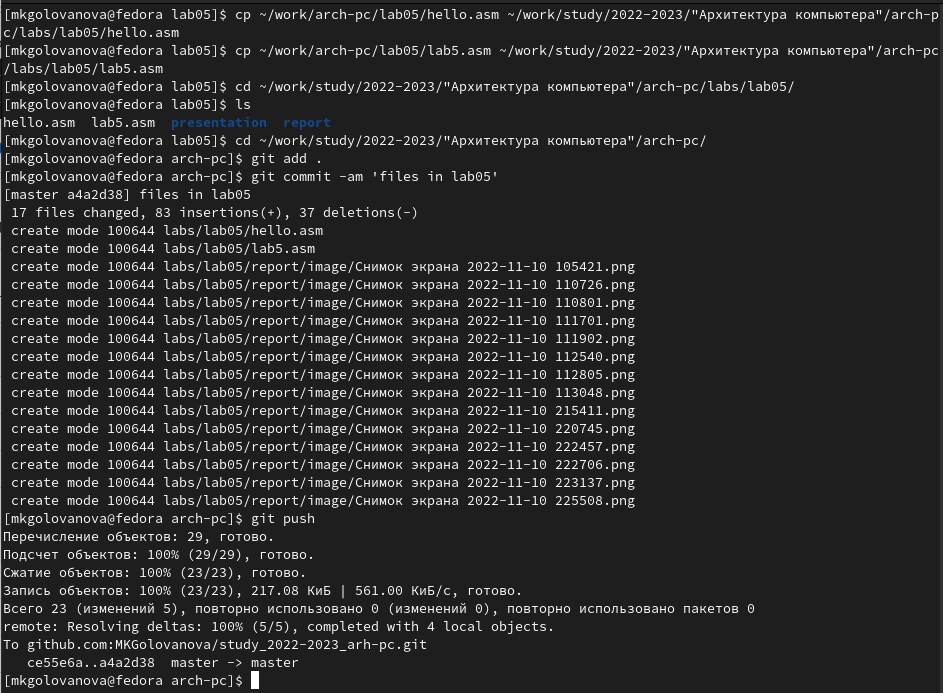 [mkgolovanova@fedora lab05]$ cp ~/work/arch-pc/lab05/hello.asm ~/work/study/2022-2023/"Архитектура компьютера"/arch-p
c/labs/lab05/hello.asm
[mkgolovanova@fedora lab05]$ cp ~/work/arch-pc/lab05/lab5.asm ~/work/study/2022-2023/"Архитектура компьютера"/arch-pc
/labs/lab05/lab5.asm
[mkgolovanova@fedora lab05]$ cd ~/work/study/2022-2023/"Архитектура компьютера"/arch-pc/labs/lab05/
[mkgolovanova@fedora lab05]$ ls
hello.asm  lab5.asm  presentation  report
[mkgolovanova@fedora lab05]$ cd ~/work/study/2022-2023/"Архитектура компьютера"/arch-pc/
[mkgolovanova@fedora arch-pc]$ git add .
[mkgolovanova@fedora arch-pc]$ git commit -am 'files in lab05'
[master a4a2d38] files in lab05
 17 files changed, 83 insertions(+), 37 deletions(-)
 create mode 100644 labs/lab05/hello.asm
 create mode 100644 labs/lab05/lab5.asm
 create mode 100644 labs/lab05/report/image/Снимок экрана 2022-11-10 105421.png
 create mode 100644 labs/lab05/report/image/Снимок экрана 2022-11-10 110726.png
 create mode 100644 labs/lab05/report/image/Снимок экрана 2022-11-10 110801.png
 create mode 100644 labs/lab05/report/image/Снимок экрана 2022-11-10 111701.png
 create mode 100644 labs/lab05/report/image/Снимок экрана 2022-11-10 111902.png
 create mode 100644 labs/lab05/report/image/Снимок экрана 2022-11-10 112540.png
 create mode 100644 labs/lab05/report/image/Снимок экрана 2022-11-10 112805.png
 create mode 100644 labs/lab05/report/image/Снимок экрана 2022-11-10 113048.png
 create mode 100644 labs/lab05/report/image/Снимок экрана 2022-11-10 215411.png
 create mode 100644 labs/lab05/report/image/Снимок экрана 2022-11-10 220745.png
 create mode 100644 labs/lab05/report/image/Снимок экрана 2022-11-10 222457.png
 create mode 100644 labs/lab05/report/image/Снимок экрана 2022-11-10 222706.png
 create mode 100644 labs/lab05/report/image/Снимок экрана 2022-11-10 223137.png
 create mode 100644 labs/lab05/report/image/Снимок экрана 2022-11-10 225508.png
[mkgolovanova@fedora arch-pc]$ git push
Перечисление объектов: 29, готово.
Подсчет объектов: 100% (29/29), готово.
Сжатие объектов: 100% (23/23), готово.
Запись объектов: 100% (23/23), 217.08 КиБ | 561.00 КиБ/с, готово.
Всего 23 (изменений 5), повторно использовано 0 (изменений 0), повторно использовано пакетов 0
remote: Resolving deltas: 100% (5/5), completed with 4 local objects.
To github.com:MKGolovanova/study_2022-2023_arh-pc.git
   ce55e6a..a4a2d38  master -> master
[mkgolovanova@fedora arch-pc]$